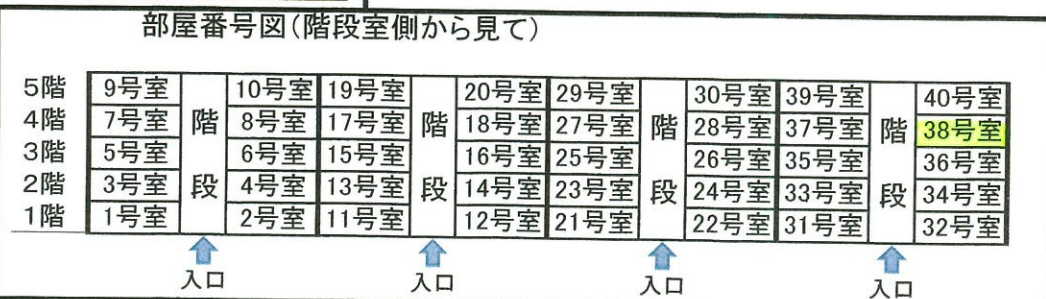 部屋番号図(階段室側から見て)
5階 9号室 10号室 19号室 20号室 29号室 30号室 39号室 40号室
4階 7号室 階 8号室 17号室 階 18号室 27号室 階 28号室 37号室 階 38号室
3階 5号室 6号室 15号室 16号室 25号室 26号室 35号室 36号室
2階 3号室 段 4号室 13号室 段 14号室 23号室 段 24号室 33号室 段 34号室
1階 1号室 2号室 11号室 12号室 21号室 22号室 31号室 32号室
入口 入口 入口 入口